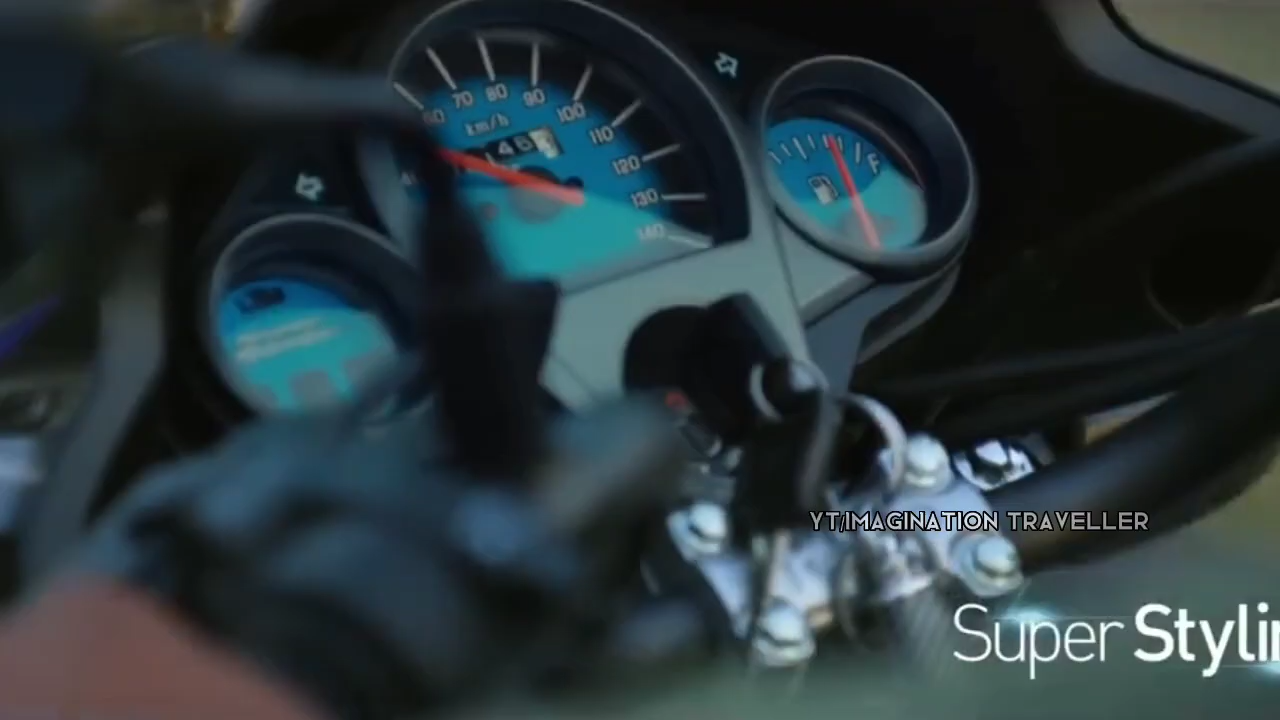 60 70 80 90 100 110 120 130 140
km/h
F
YT/IMAGINATION TRAVELLER
Super Stylin